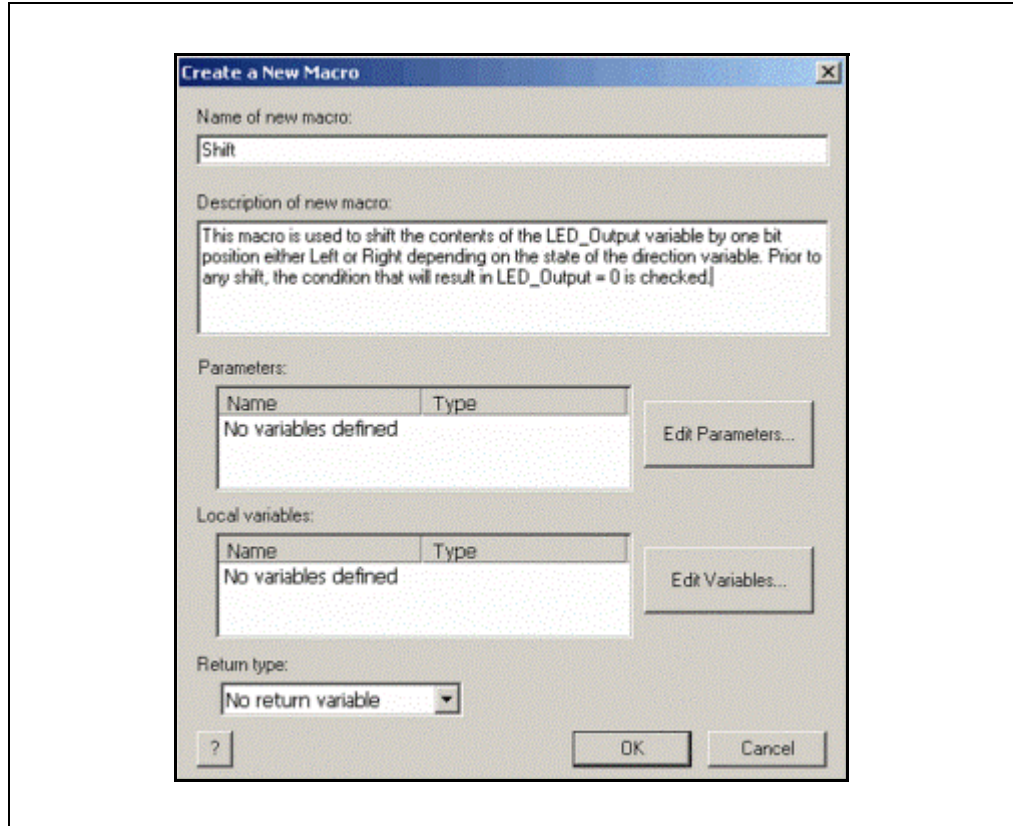 Create a New Macro
Name of new macro:
Shift
Description of new macro:
This macro is used to shift the contents of the LED_Output variable by one bit
position either Left or Right depending on the state of the direction variable. Prior to
any shift, the condition that will result in LED_Output = 0 is checked.
Parameters:
Name Type
No variables defined
Edit Parameters...
Local variables:
Name Type
No variables defined
Edit Variables...
Return type:
No return variable
? OK Cancel